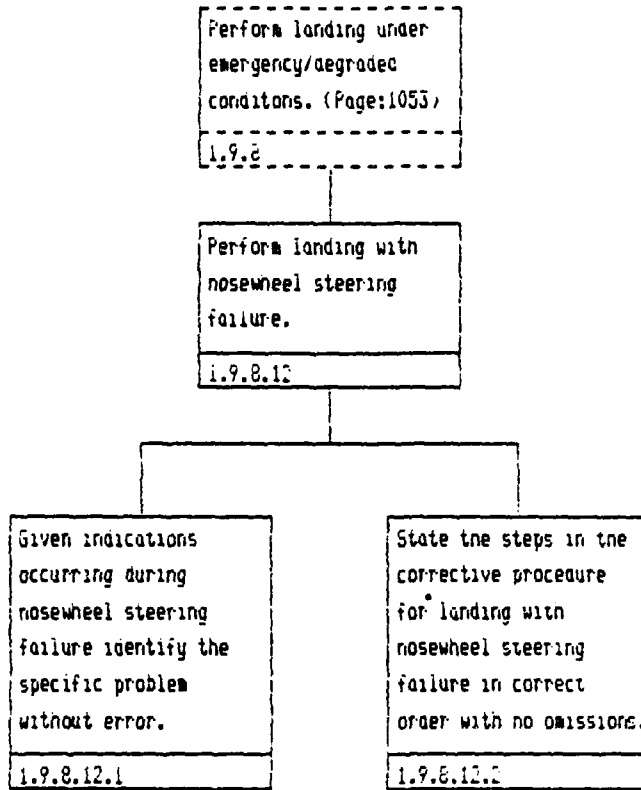 Perform landing under
emergency/degraded
conditons. (Page:1053)
1.9.8
Perform landing with
nosewheel steering
failure.
1.9.8.12
Given indications
occurring during
nosewheel steering
failure identify the
specific problem
without error.
1.9.8.12.1
State the steps in the
corrective procedure
for landing with
nosewheel steering
failure in correct
order with no omissions.
1.9.8.12.2